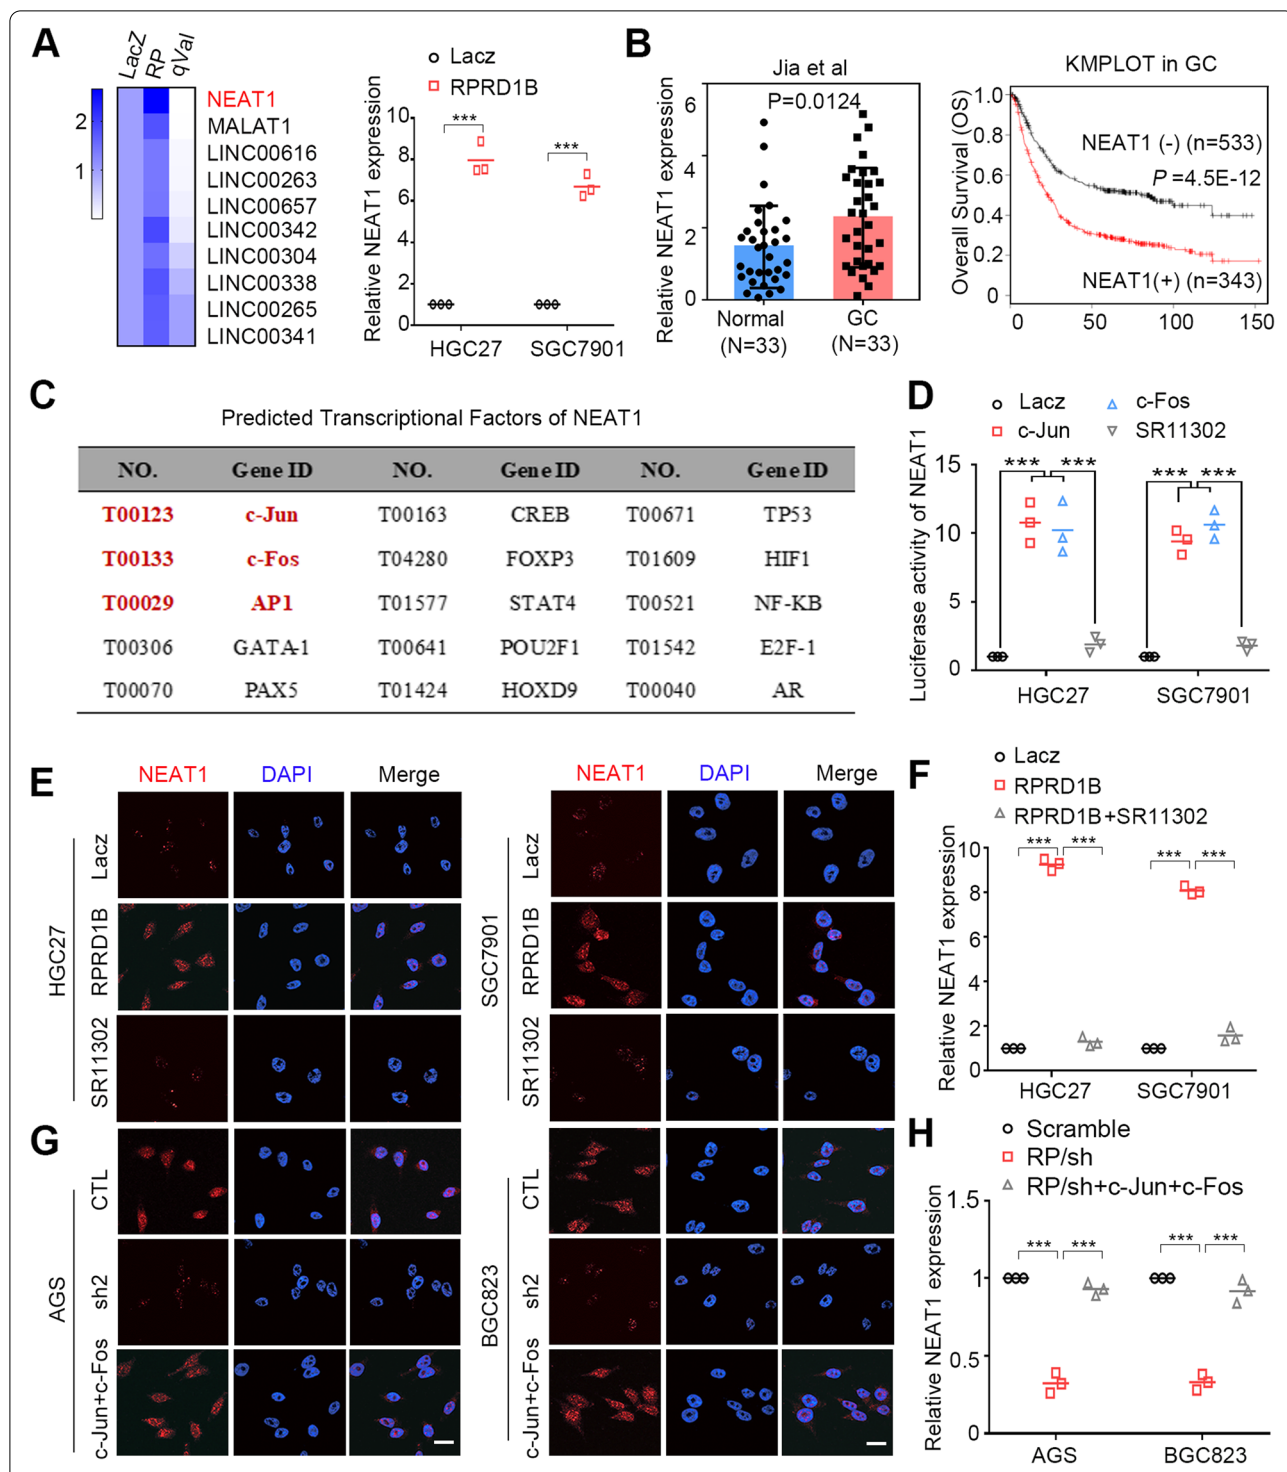 A
LacZ
RP
qVal
2
1
NEAT1
MALAT1
LINC00616
LINC00263
LINC00657
LINC00342
LINC00304
LINC00338
LINC00265
LINC00341
Lacz
RPRD1B
Relative NEAT1 expression
10
8
6
4
2
0
***
***
HGC27
SGC7901
B
Jia et al
P=0.0124
Relative NEAT1 expression
6
4
2
0
Normal
(N=33)
GC
(N=33)
KMPLOT in GC
Overall Survival (OS)
1.0
0.8
0.6
0.4
0.2
0
NEAT1 (-) (n=533)
P =4.5E-12
NEAT1(+) (n=343)
0
50
100
150
C
Predicted Transcriptional Factors of NEAT1
NO. Gene ID NO. Gene ID NO. Gene ID
T00123 c-Jun T00163 CREB T00671 TP53
T00133 c-Fos T04280 FOXP3 T01609 HIF1
T00029 AP1 T01577 STAT4 T00521 NF-KB
T00306 GATA-1 T00641 POU2F1 T01542 E2F-1
T00070 PAX5 T01424 HOXD9 T00040 AR
D
Lacz
c-Fos
c-Jun
SR11302
Luciferase activity of NEAT1
15
10
5
0
*** ***
*** ***
HGC27
SGC7901
E
NEAT1 DAPI Merge
NEAT1 DAPI Merge
HGC27
Lacz
RPRD1B
SR11302
SGC7901
Lacz
RPRD1B
SR11302
F
Lacz
RPRD1B
RPRD1B+SR11302
Relative NEAT1 expression
10
8
6
4
2
0
*** ***
*** ***
HGC27
SGC7901
G
AGS
CTL
sh2
c-Jun+c-Fos
BGC823
CTL
sh2
c-Jun+c-Fos
H
Scramble
RP/sh
RP/sh+c-Jun+c-Fos
Relative NEAT1 expression
1.5
1
0.5
0
*** ***
*** ***
AGS
BGC823